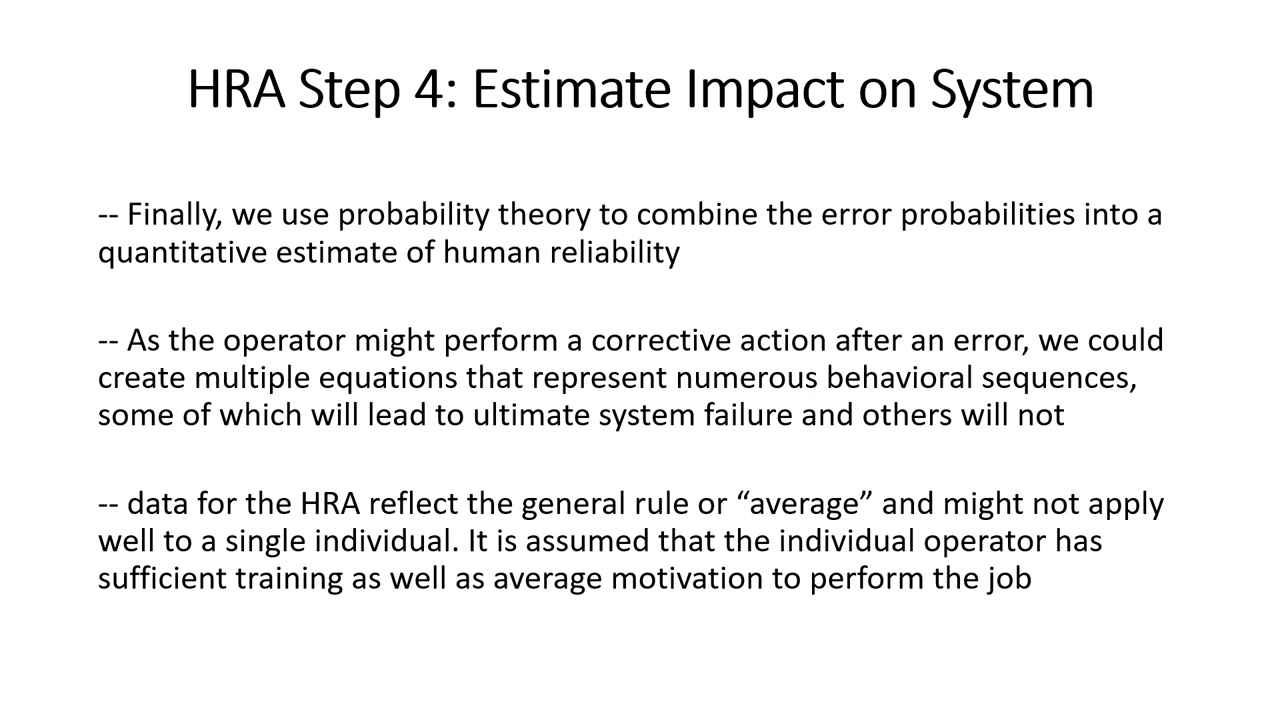 HRA Step 4: Estimate Impact on System
-- Finally, we use probability theory to combine the error probabilities into a
quantitative estimate of human reliability
-- As the operator might perform a corrective action after an error, we could
create multiple equations that represent numerous behavioral sequences,
some of which will lead to ultimate system failure and others will not
-- data for the HRA reflect the general rule or “average” and might not apply
well to a single individual. It is assumed that the individual operator has
sufficient training as well as average motivation to perform the job